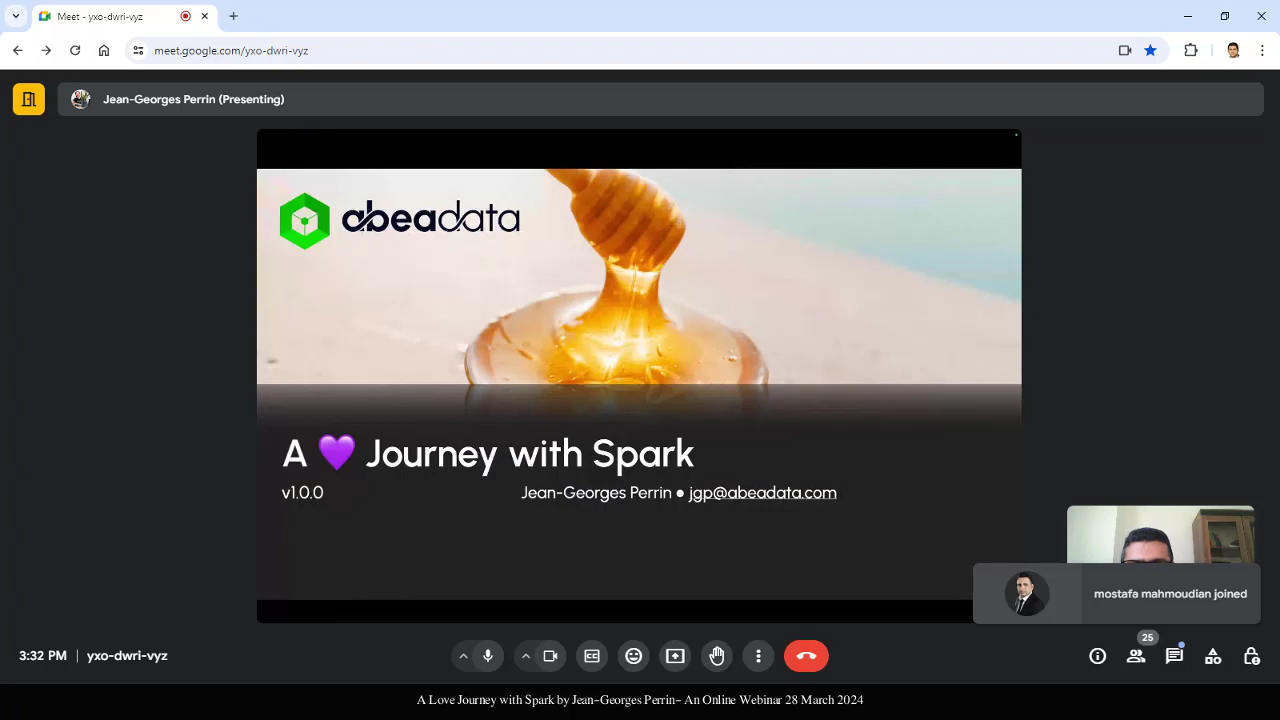 Meet - yxo-dwri-vyz
meet.google.com/yxo-dwri-vyz
Jean-Georges Perrin (Presenting)
abeadata
A 💜 Journey with Spark
v1.0.0
Jean-Georges Perrin ● jgp@abeadata.com
mostafa mahmoudian joined
25
3:32 PM | yxo-dwri-vyz
CC
A Love Journey with Spark by Jean-Georges Perrin- An Online Webinar 28 March 2024